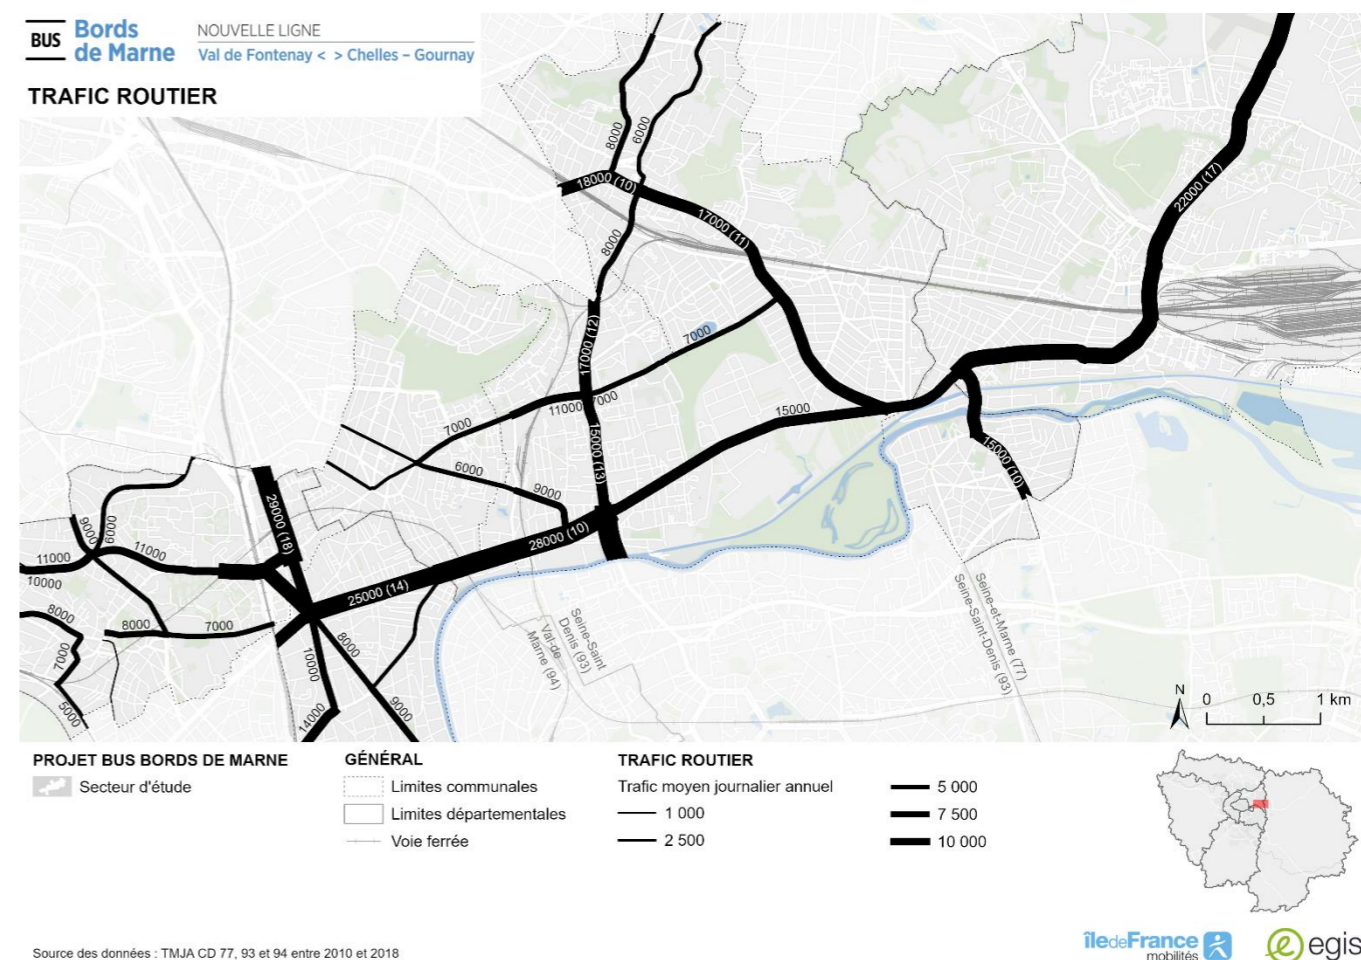 BUS
Bords
de Marne
NOUVELLE LIGNE
Val de Fontenay < > Chelles – Gournay
TRAFIC ROUTIER
8000
6000
18000 (10)
17000 (11)
22000 (17)
8000
17000 (12)
7000
11000
7000
15000
7000
15000 (13)
6000
9000
15000 (10)
28000 (10)
29000 (18)
9000
6000
11000
11000
10000
25000 (14)
8000
8000
7000
7000
5000
8000
10000
9000
14000
Seine-Saint
Denis (93)
Val-de
Marne (94)
Seine-et-Marne (77)
Seine-Saint-Denis (93)
N
0 0,5 1 km
PROJET BUS BORDS DE MARNE
Secteur d'étude
GÉNÉRAL
Limites communales
Limites départementales
Voie ferrée
TRAFIC ROUTIER
Trafic moyen journalier annuel
1 000
2 500
5 000
7 500
10 000
Source des données : TMJA CD 77, 93 et 94 entre 2010 et 2018
îledeFrance
mobilités
egis